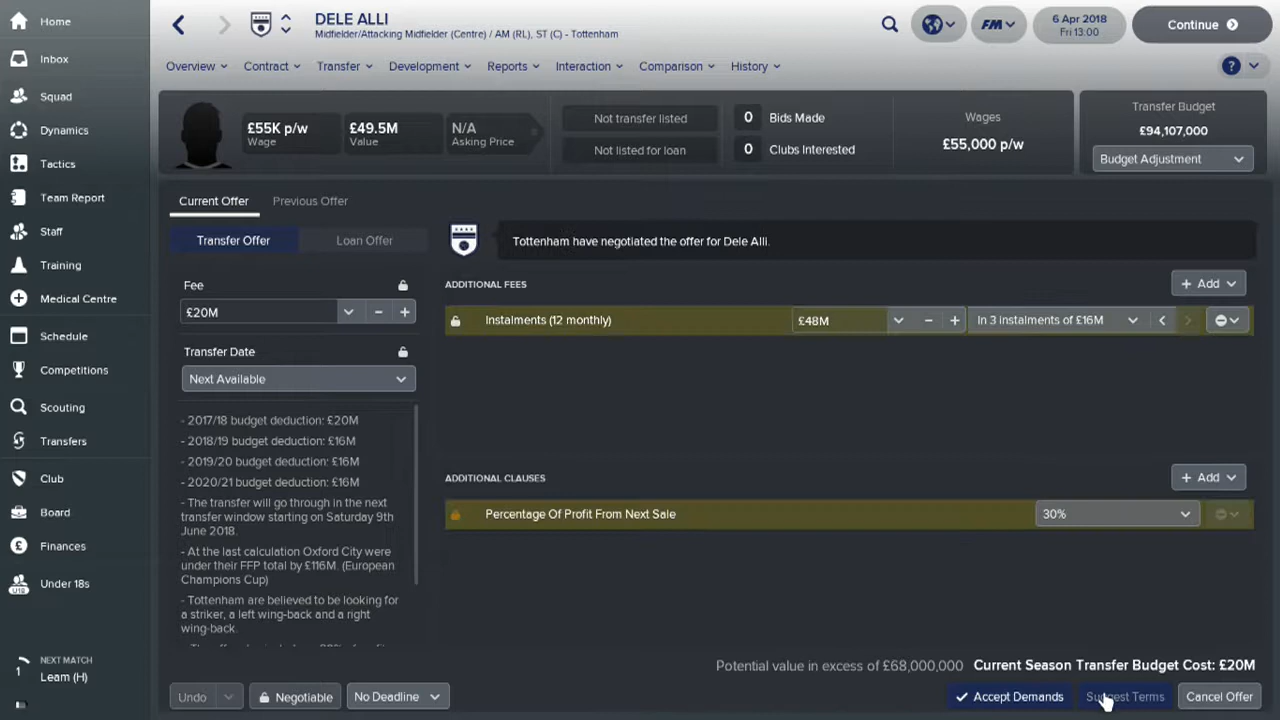 Home
Inbox
Squad
Dynamics
Tactics
Team Report
Staff
Training
Medical Centre
Schedule
Competitions
Scouting
Transfers
Club
Board
Finances
Under 18s
U18
1
NEXT MATCH
Leam (H)
DELE ALLI
Midfielder/Attacking Midfielder (Centre) / AM (RL), ST (C) - Tottenham
FM
6 Apr 2018
Fri 13:00
Continue
Overview
Contract
Transfer
Development
Reports
Interaction
Comparison
History
?
£55K p/w
Wage
£49.5M
Value
N/A
Asking Price
Not transfer listed
Not listed for loan
0 Bids Made
0 Clubs Interested
Wages
£55,000 p/w
Transfer Budget
£94,107,000
Budget Adjustment
Current Offer
Previous Offer
Transfer Offer
Loan Offer
Tottenham have negotiated the offer for Dele Alli.
Fee
£20M
Transfer Date
Next Available
- 2017/18 budget deduction: £20M
- 2018/19 budget deduction: £16M
- 2019/20 budget deduction: £16M
- 2020/21 budget deduction: £16M
- The transfer will go through in the next
transfer window starting on Saturday 9th
June 2018.
- At the last calculation Oxford City were
under their FFP total by £116M. (European
Champions Cup)
- Tottenham are believed to be looking for
a striker, a left wing-back and a right
wing-back.
ADDITIONAL FEES
+ Add
Instalments (12 monthly)
£48M
In 3 instalments of £16M
ADDITIONAL CLAUSES
+ Add
Percentage Of Profit From Next Sale
30%
Potential value in excess of £68,000,000
Current Season Transfer Budget Cost: £20M
Undo
Negotiable
No Deadline
Accept Demands
Suggest Terms
Cancel Offer